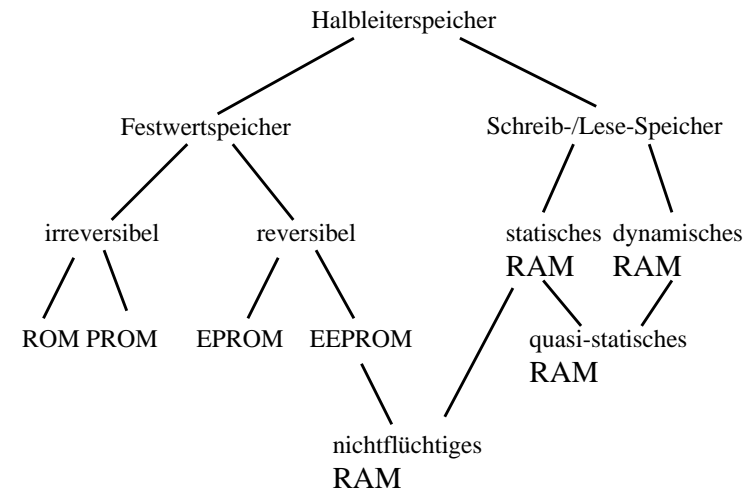 Halbleiterspeicher
Festwertspeicher
Schreib-/Lese-Speicher
irreversibel
reversibel
statisches
RAM
dynamisches
RAM
ROM
PROM
EPROM
EEPROM
quasi-statisches
RAM
nichtflüchtiges
RAM